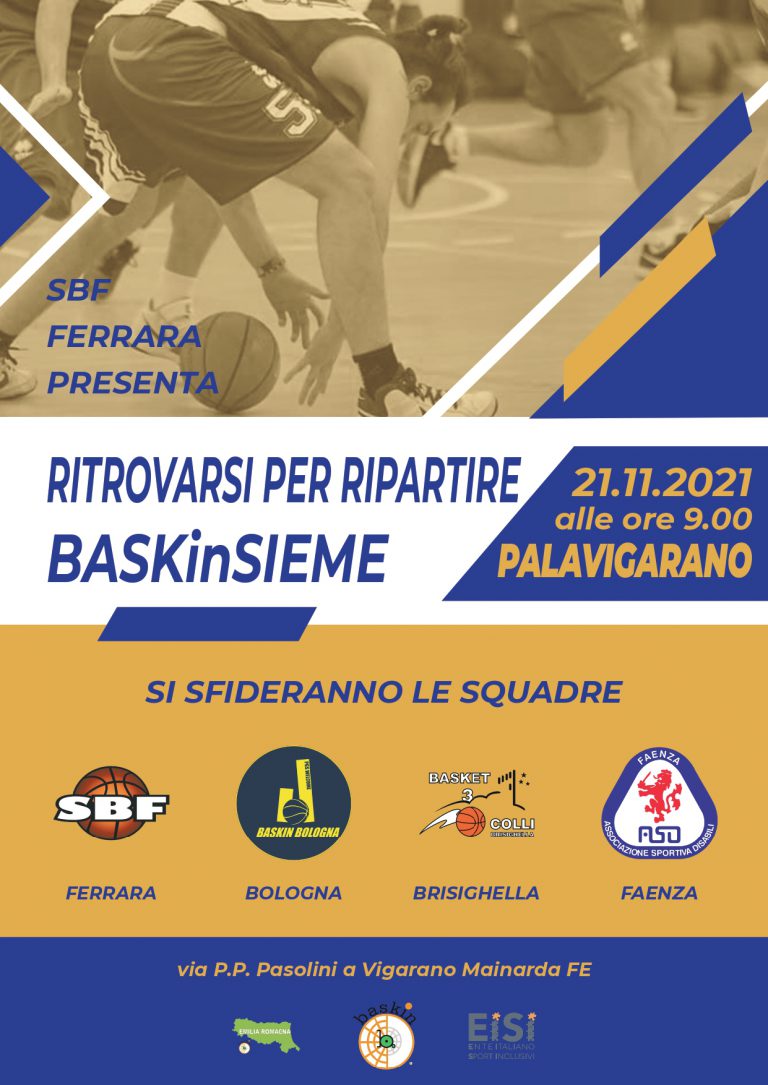 SBF
FERRARA
PRESENTA
RITROVARSI PER RIPARTIRE
BASKinSIEME
21.11.2021
alle ore 9.00
PALAVIGARANO
SI SFIDERANNO LE SQUADRE
SBF
BASKIN BOLOGNA
BASKET
3
COLLI
BRISIGHELLA
FAENZA
ASD
ASSOCIAZIONE SPORTIVA DISABILI
FERRARA
BOLOGNA
BRISIGHELLA
FAENZA
via P.P. Pasolini a Vigarano Mainarda FE
EMILIA ROMAGNA
baskin
EiSi
ENTE ITALIANO
SPORT INCLUSIVI